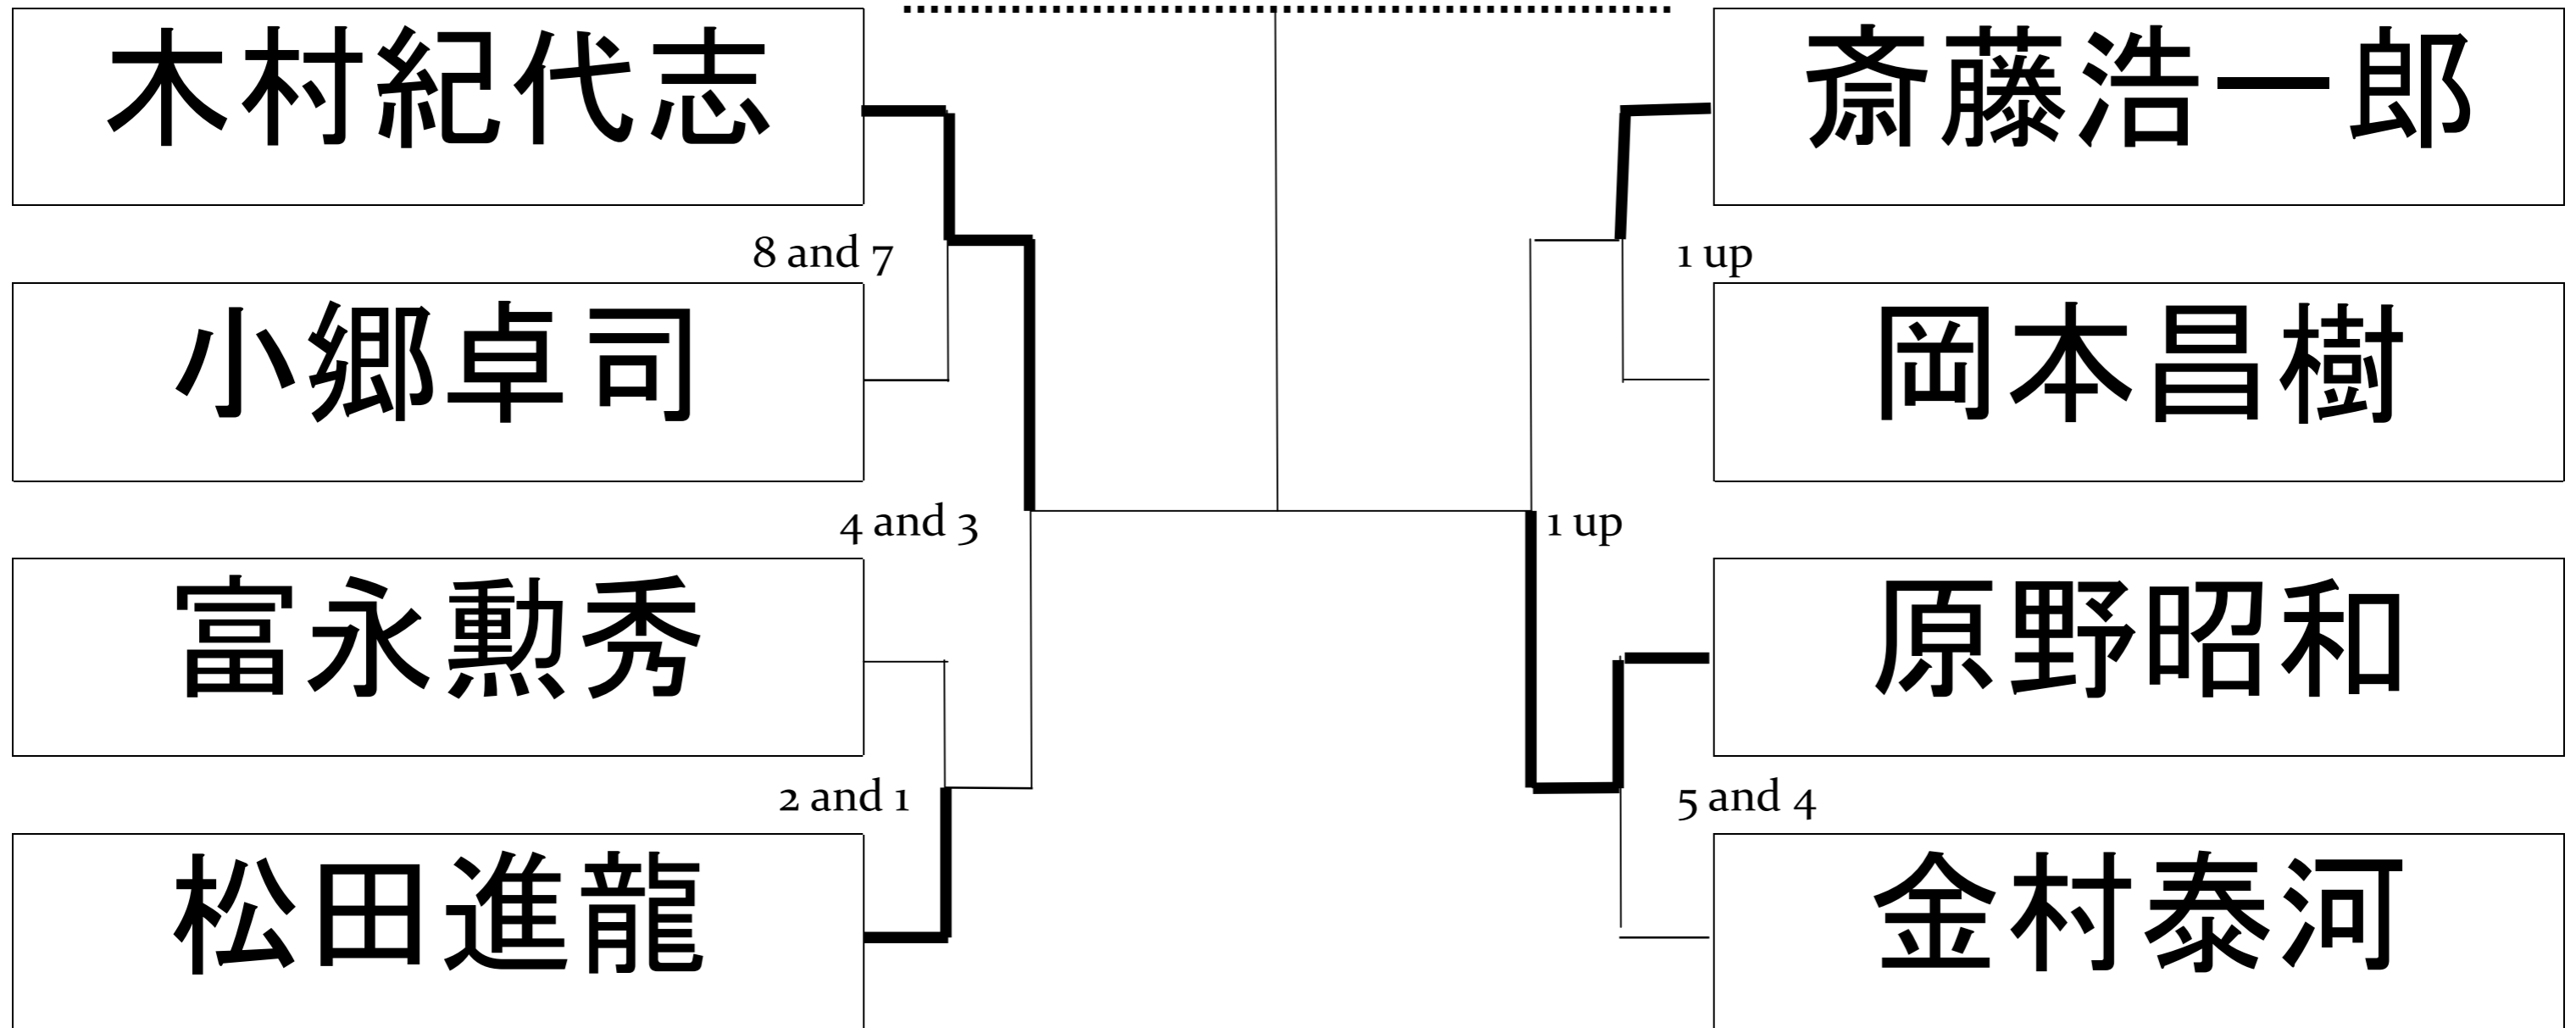 木村紀代志
斎藤浩一郎
8 and 7
1 up
小郷卓司
岡本昌樹
4 and 3
1 up
富永勲秀
原野昭和
2 and 1
5 and 4
松田進龍
金村泰河